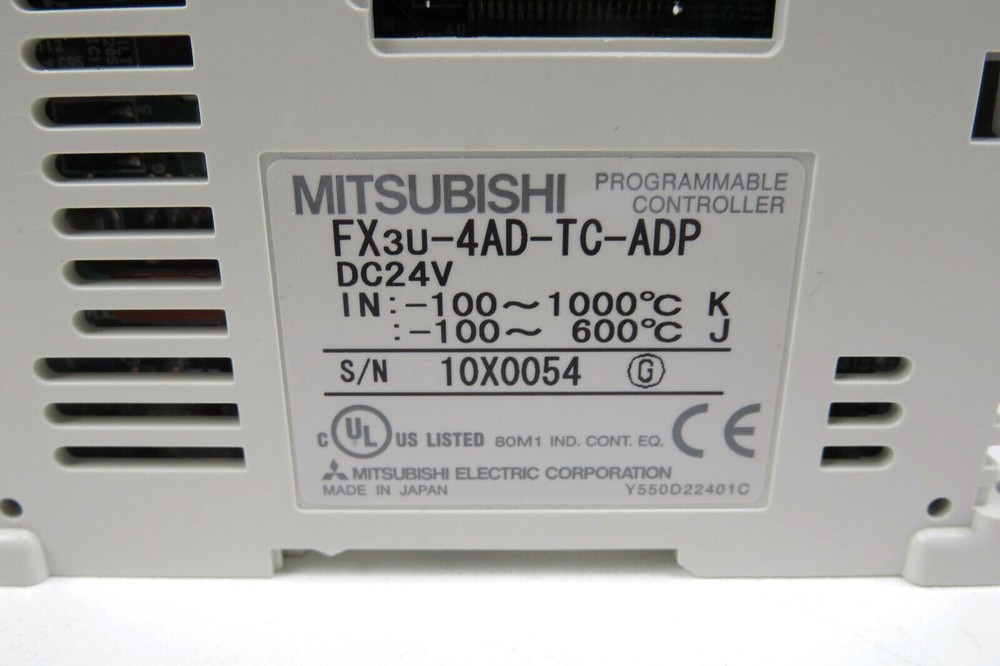 MITSUBISHI PROGRAMMABLE CONTROLLER
FX3U-4AD-TC-ADP
DC24V
IN:-100～1000℃ K
:-100～ 600℃ J
S/N 10X0054 G
C UL US LISTED 80M1 IND. CONT. EQ. CE
MITSUBISHI ELECTRIC CORPORATION
MADE IN JAPAN Y550D22401C